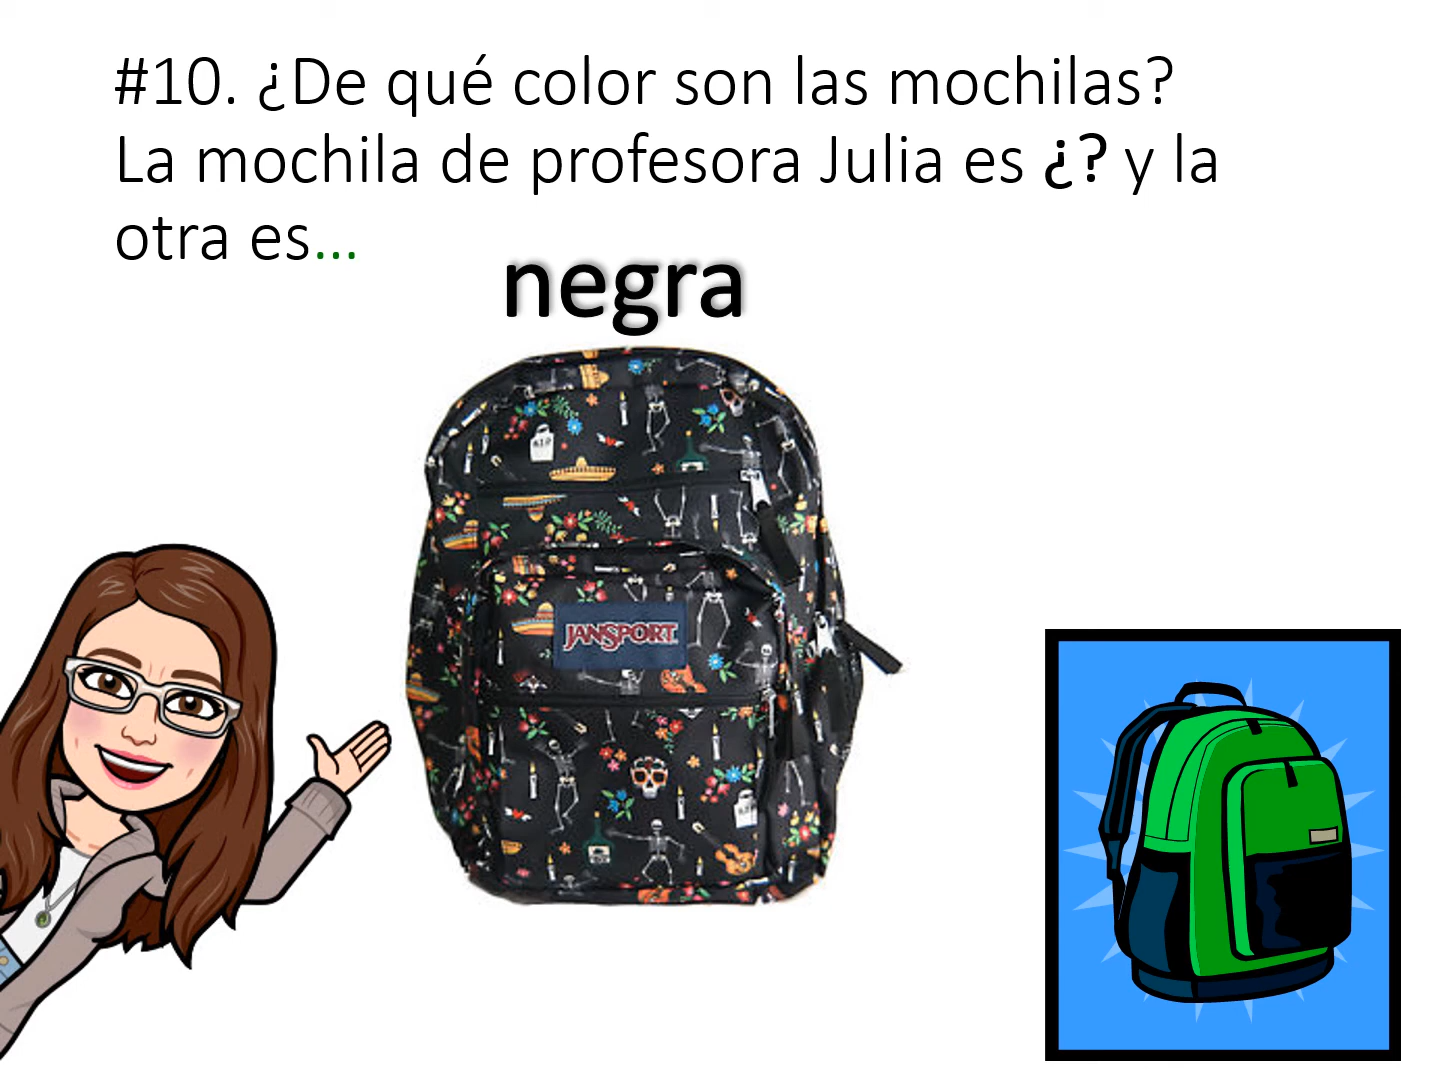 #10. ¿De qué color son las mochilas?
La mochila de profesora Julia es ¿? y la
otra es...
negra
JANSPORT